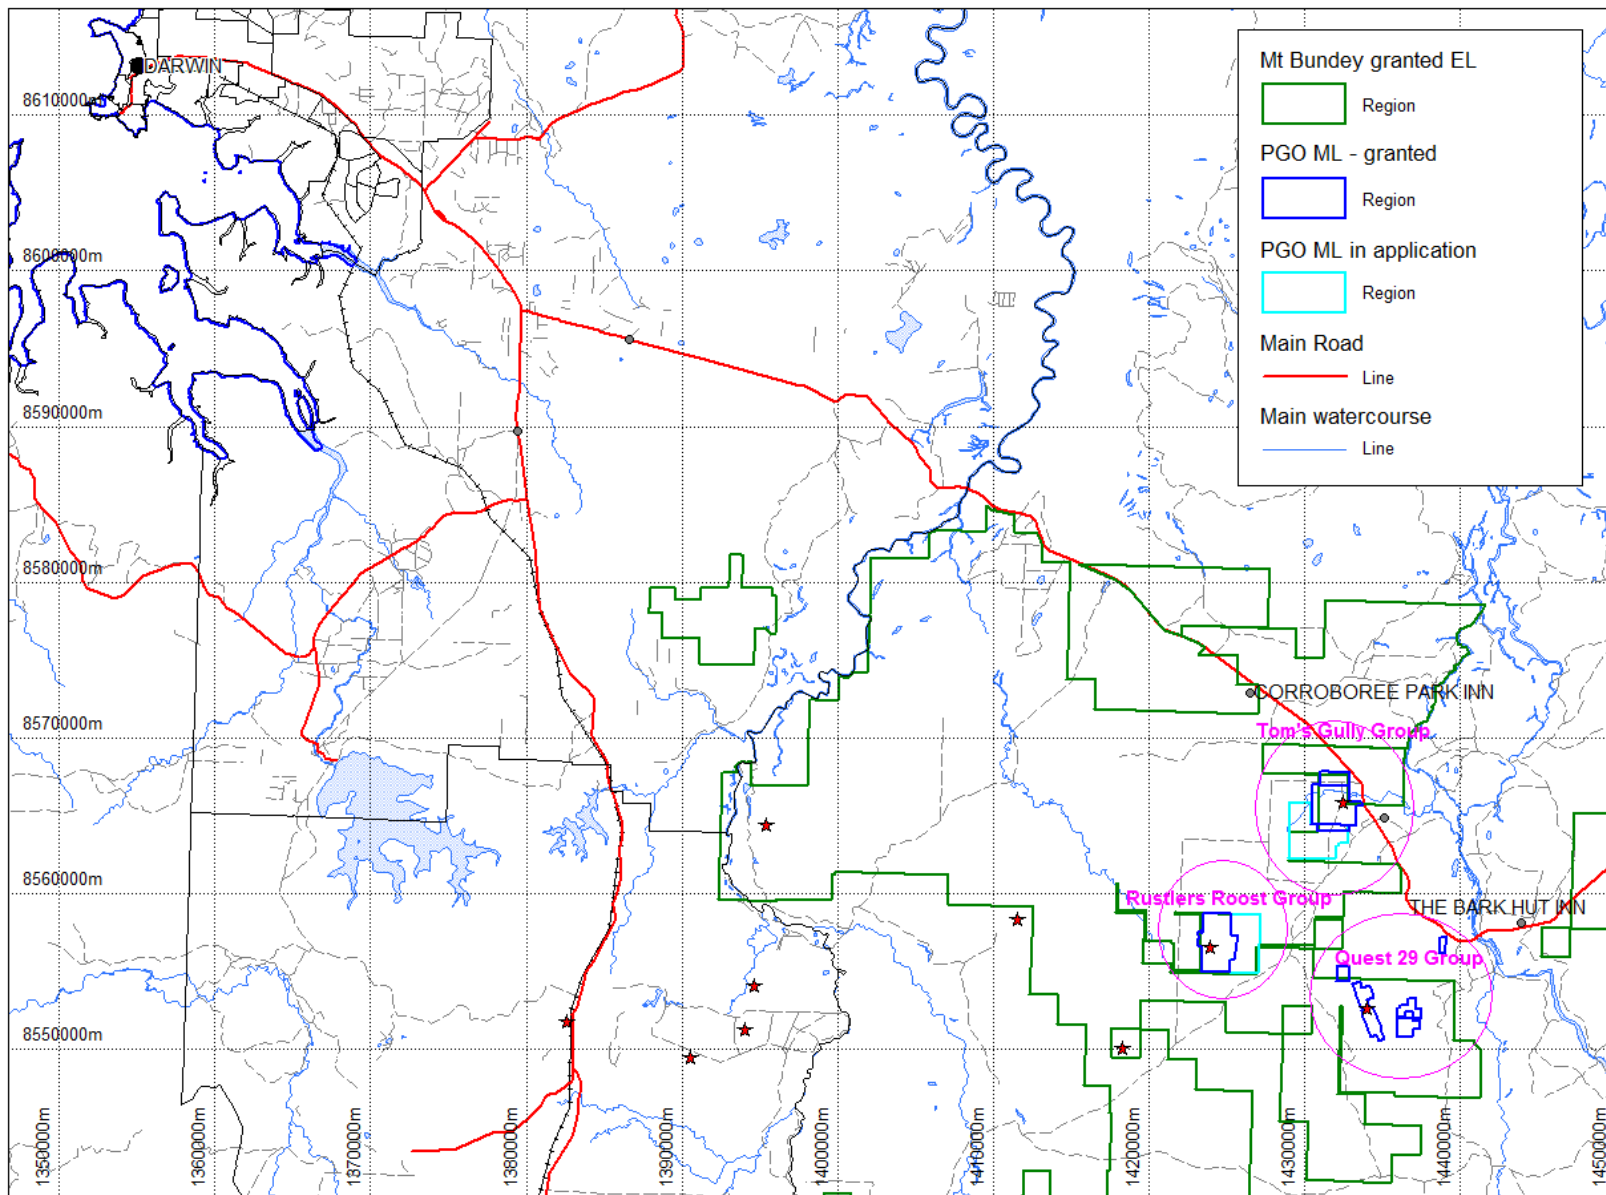 DARWIN
8610000m
8600000m
8590000m
8580000m
8570000m
8560000m
8550000m
Mt Bundey granted EL
Region
PGO ML - granted
Region
PGO ML in application
Region
Main Road
Line
Main watercourse
Line
CORROBOREE PARK INN
Tom's Gully Group
Rustlers Roost Group
THE BARK HUT INN
Quest 29 Group
1350000m
1360000m
1370000m
1380000m
1390000m
1400000m
1410000m
1420000m
1430000m
1440000m
1450000m